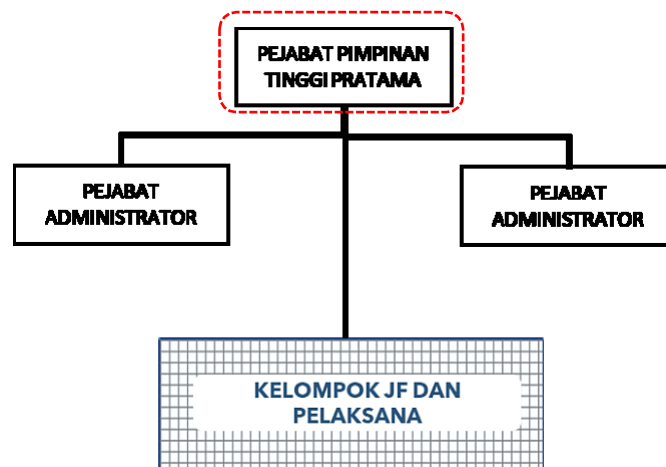 PEJABAT PIMPINAN
TINGGI PRATAMA
PEJABAT
ADMINISTRATOR
PEJABAT
ADMINISTRATOR
KELOMPOK JF DAN
PELAKSANA